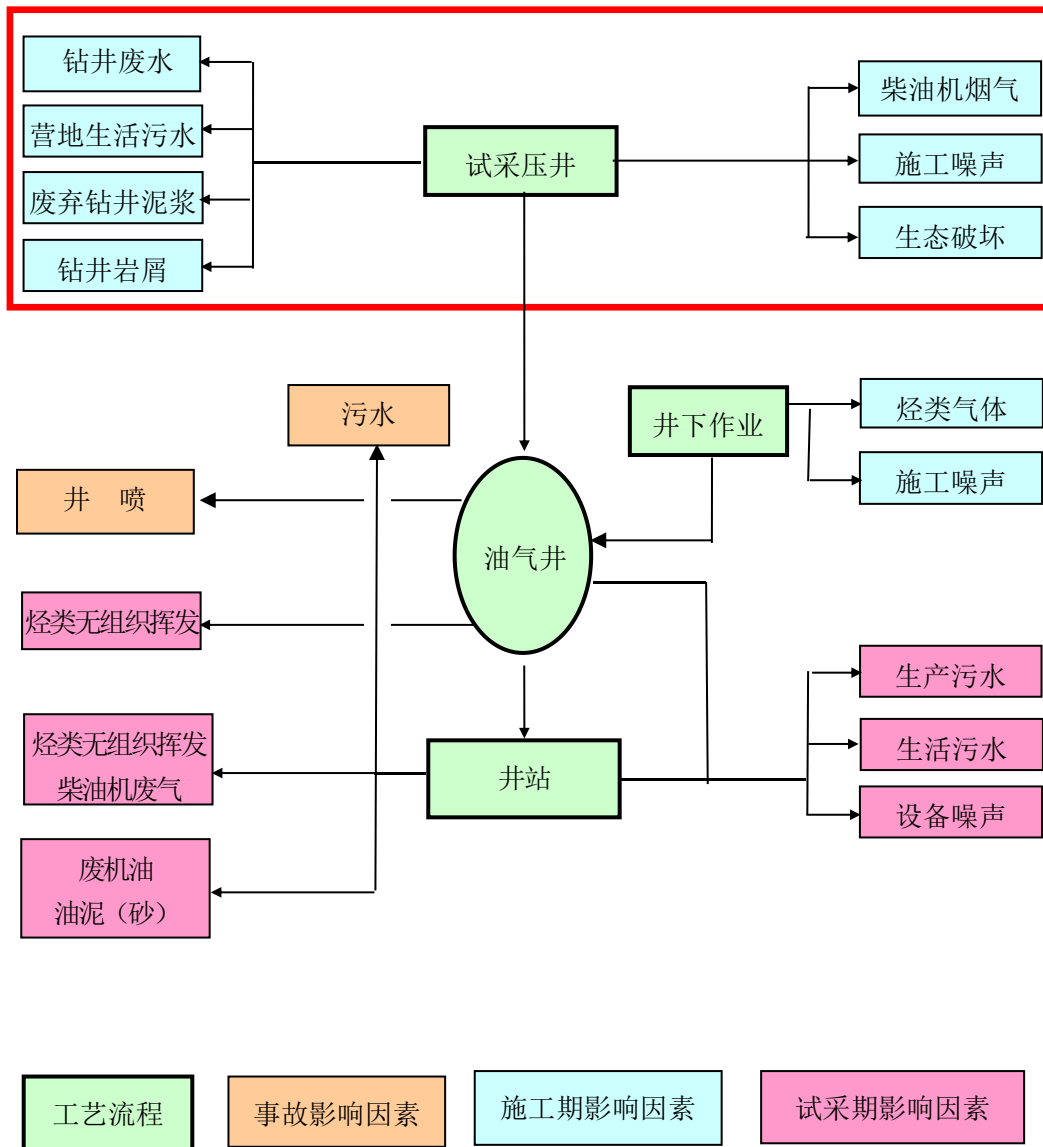 钻井废水
营地生活污水
废弃钻井泥浆
钻井岩屑
试采压井
柴油机烟气
施工噪声
生态破坏
污水
井下作业
烃类气体
施工噪声
井 喷
油气井
烃类无组织挥发
生产污水
烃类无组织挥发
柴油机废气
井站
生活污水
设备噪声
废机油
油泥（砂）
工艺流程
事故影响因素
施工期影响因素
试采期影响因素